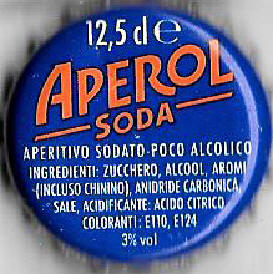 12,5 d e
APEROL
SODA
APERITIVO SODATO-POCO ALCOLICO
INGREDIENTI: ZUCCHERO, ALCOOL, AROMI
(INCLUSO CHININO), ANIDRIDE CARBONICA,
SALE, ACIDIFICANTE: ACIDO CITRICO
COLORANTI: E110, E124
3% vol